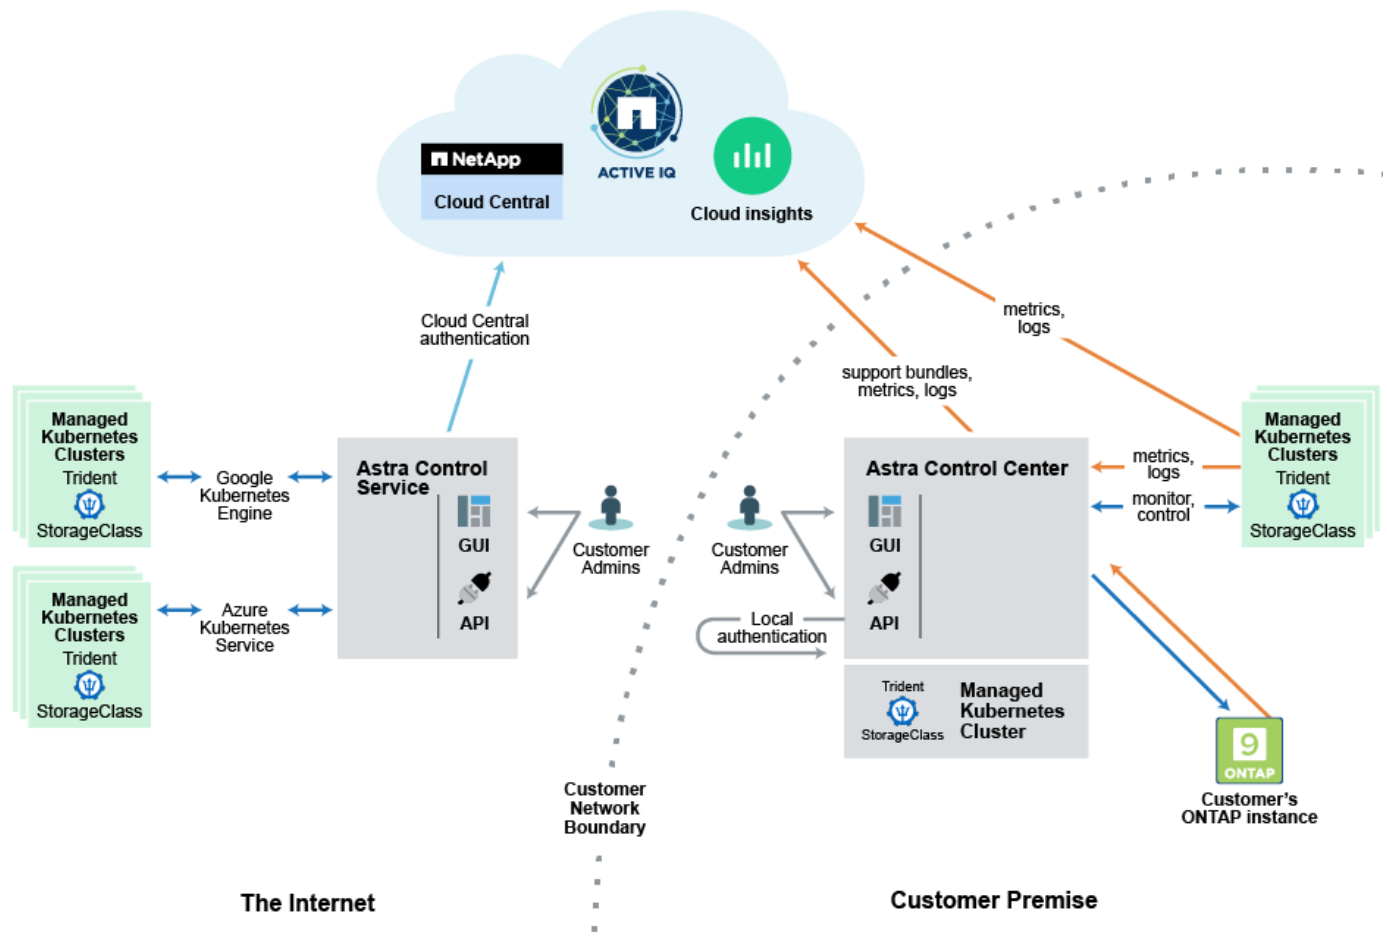 NetApp
Cloud Central
ACTIVE IQ
Cloud insights
Cloud Central
authentication
metrics,
logs
support bundles,
metrics, logs
Managed
Kubernetes
Clusters
Trident
StorageClass
Google
Kubernetes
Engine
Managed
Kubernetes
Clusters
Trident
StorageClass
Azure
Kubernetes
Service
Astra Control
Service
GUI
API
Customer
Admins
Customer
Admins
Astra Control Center
GUI
API
Local
authentication
Trident
StorageClass
Managed
Kubernetes
Cluster
metrics,
logs
monitor,
control
Managed
Kubernetes
Clusters
Trident
StorageClass
9
ONTAP
Customer's
ONTAP instance
Customer
Network
Boundary
The Internet
Customer Premise